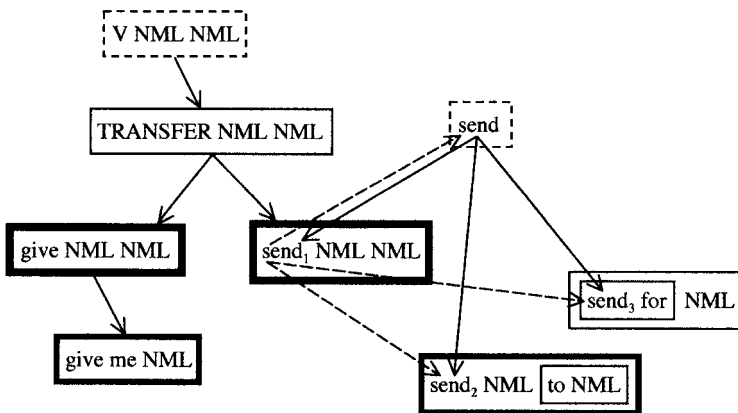 V NML NML
TRANSFER NML NML
send
give NML NML
send₁ NML NML
send₃ for NML
give me NML
send₂ NML to NML